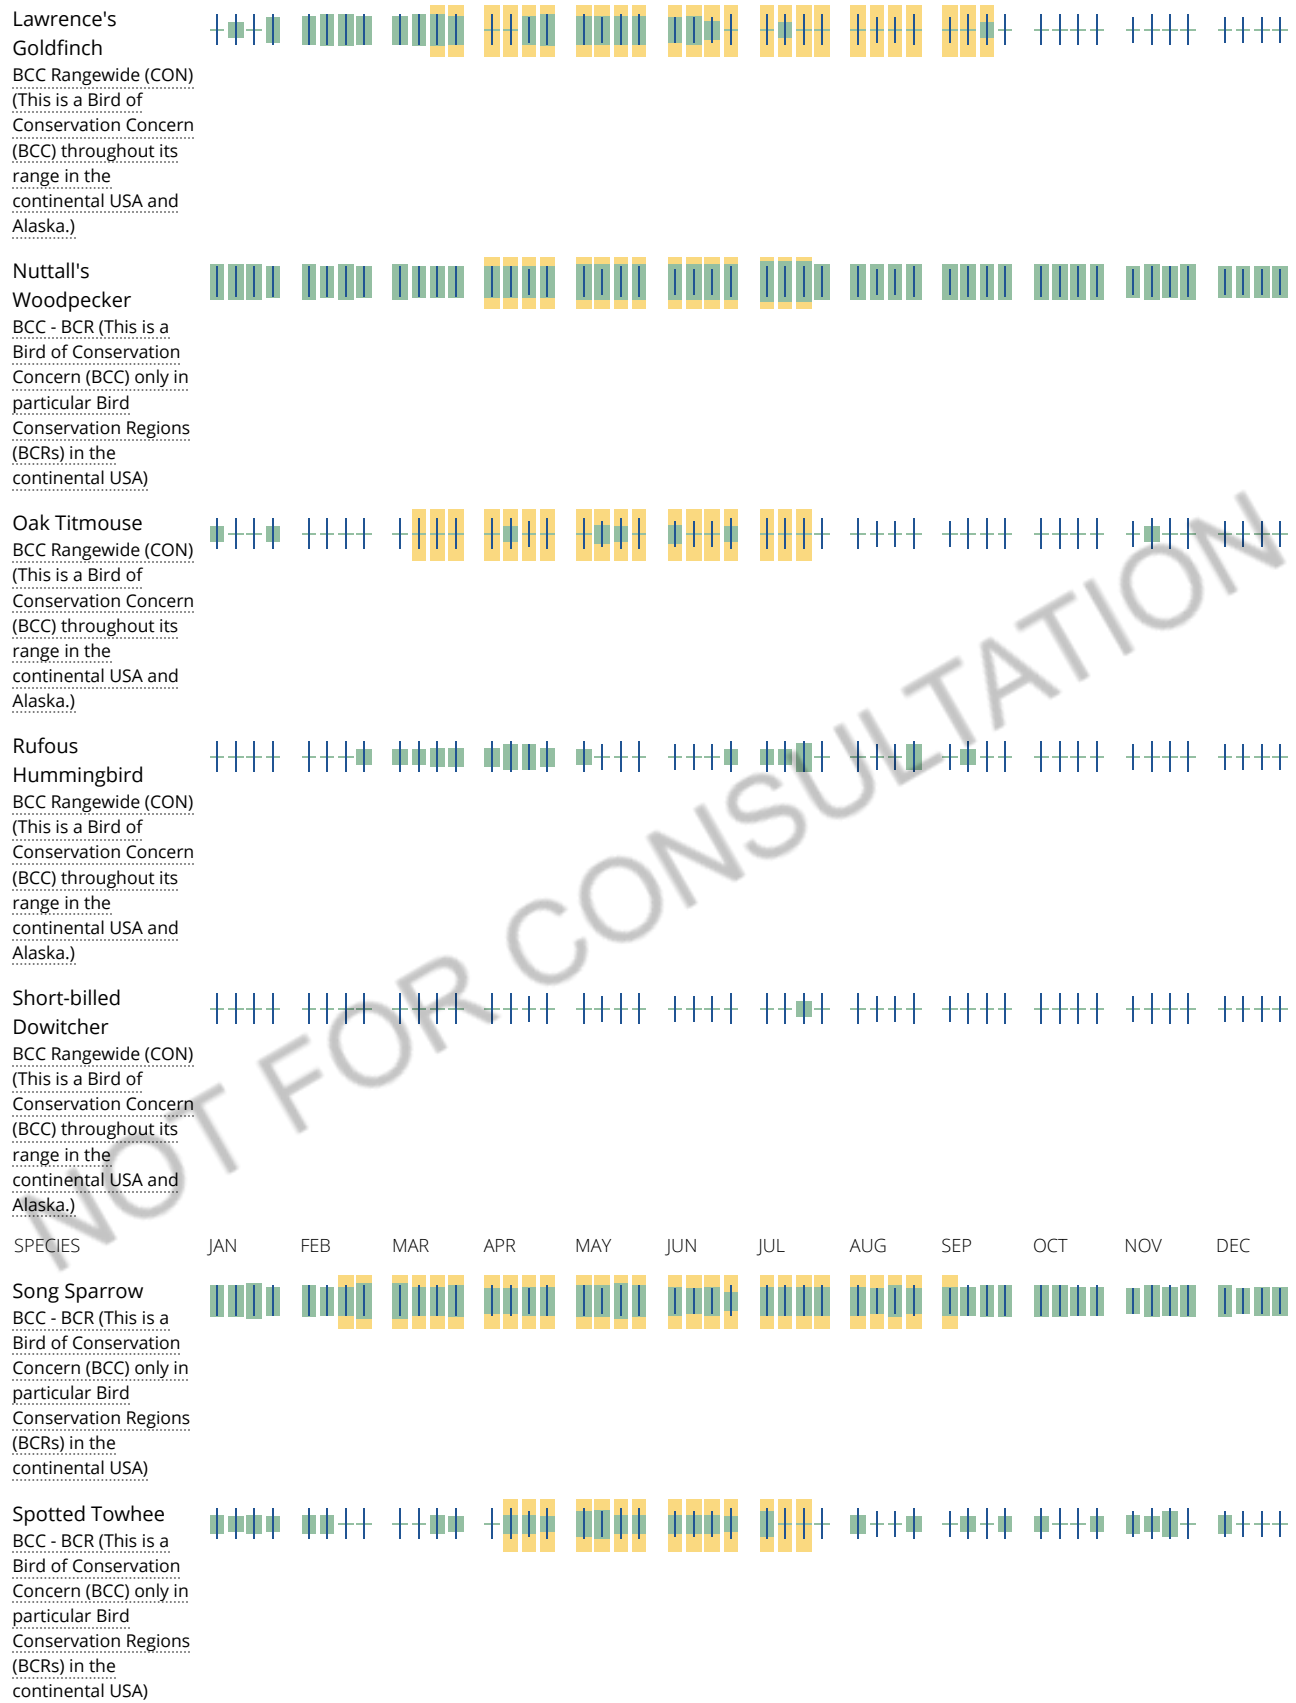 Lawrence's
Goldfinch
BCC Rangewide (CON)
(This is a Bird of
Conservation Concern
(BCC) throughout its
range in the
continental USA and
Alaska.)
Nuttall's
Woodpecker
BCC - BCR (This is a
Bird of Conservation
Concern (BCC) only in
particular Bird
Conservation Regions
(BCRs) in the
continental USA)
Oak Titmouse
BCC Rangewide (CON)
(This is a Bird of
Conservation Concern
(BCC) throughout its
range in the
continental USA and
Alaska.)
Rufous
Hummingbird
BCC Rangewide (CON)
(This is a Bird of
Conservation Concern
(BCC) throughout its
range in the
continental USA and
Alaska.)
Short-billed
Dowitcher
BCC Rangewide (CON)
(This is a Bird of
Conservation Concern
(BCC) throughout its
range in the
continental USA and
Alaska.)
NOT FOR CONSULTATION
SPECIES JAN FEB MAR APR MAY JUN JUL AUG SEP OCT NOV DEC
Song Sparrow
BCC - BCR (This is a
Bird of Conservation
Concern (BCC) only in
particular Bird
Conservation Regions
(BCRs) in the
continental USA)
Spotted Towhee
BCC - BCR (This is a
Bird of Conservation
Concern (BCC) only in
particular Bird
Conservation Regions
(BCRs) in the
continental USA)